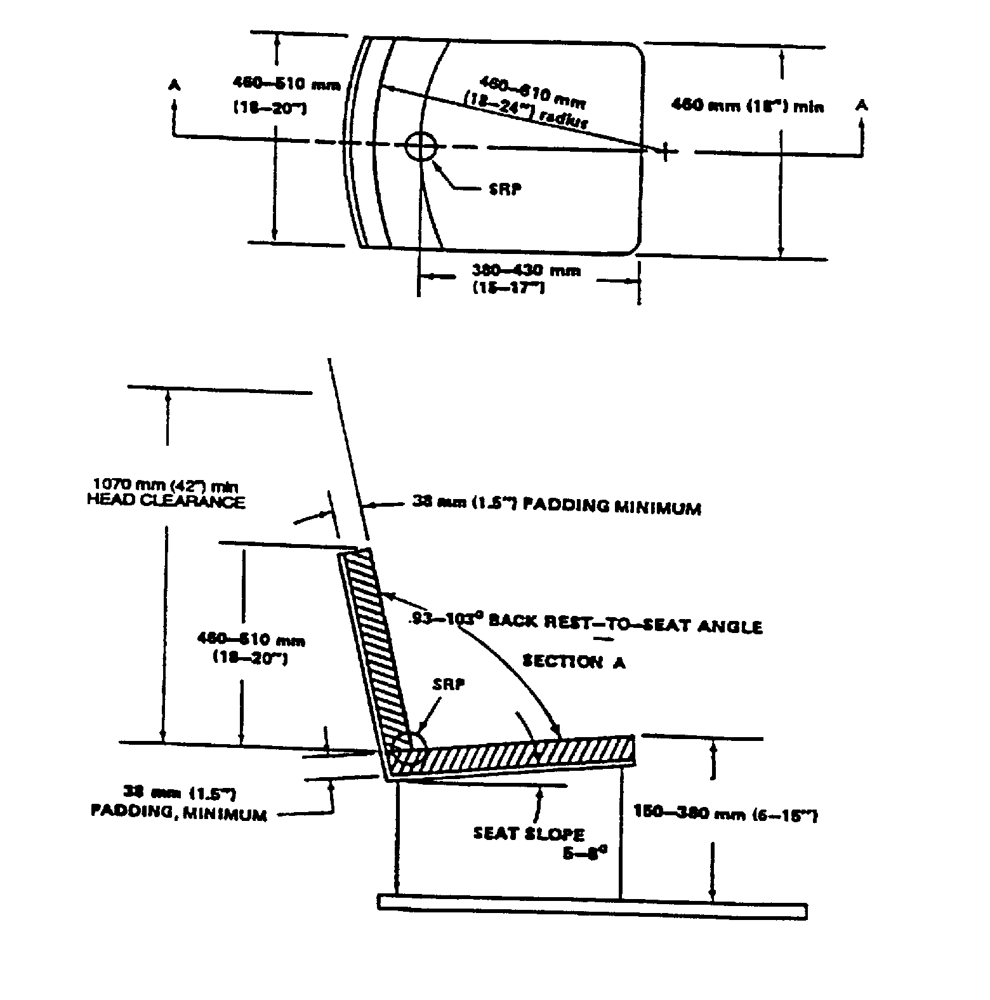 A
460–510 mm
(18–20")
460–610 mm
(18–24") radius
460 mm (18") min
A
SRP
380–430 mm
(15–17")
1070 mm (42") min
HEAD CLEARANCE
38 mm (1.5") PADDING MINIMUM
93–103° BACK REST–TO–SEAT ANGLE
460–510 mm
(18–20")
SECTION A
SRP
38 mm (1.5")
PADDING, MINIMUM
150–380 mm (6–15")
SEAT SLOPE
5–8°